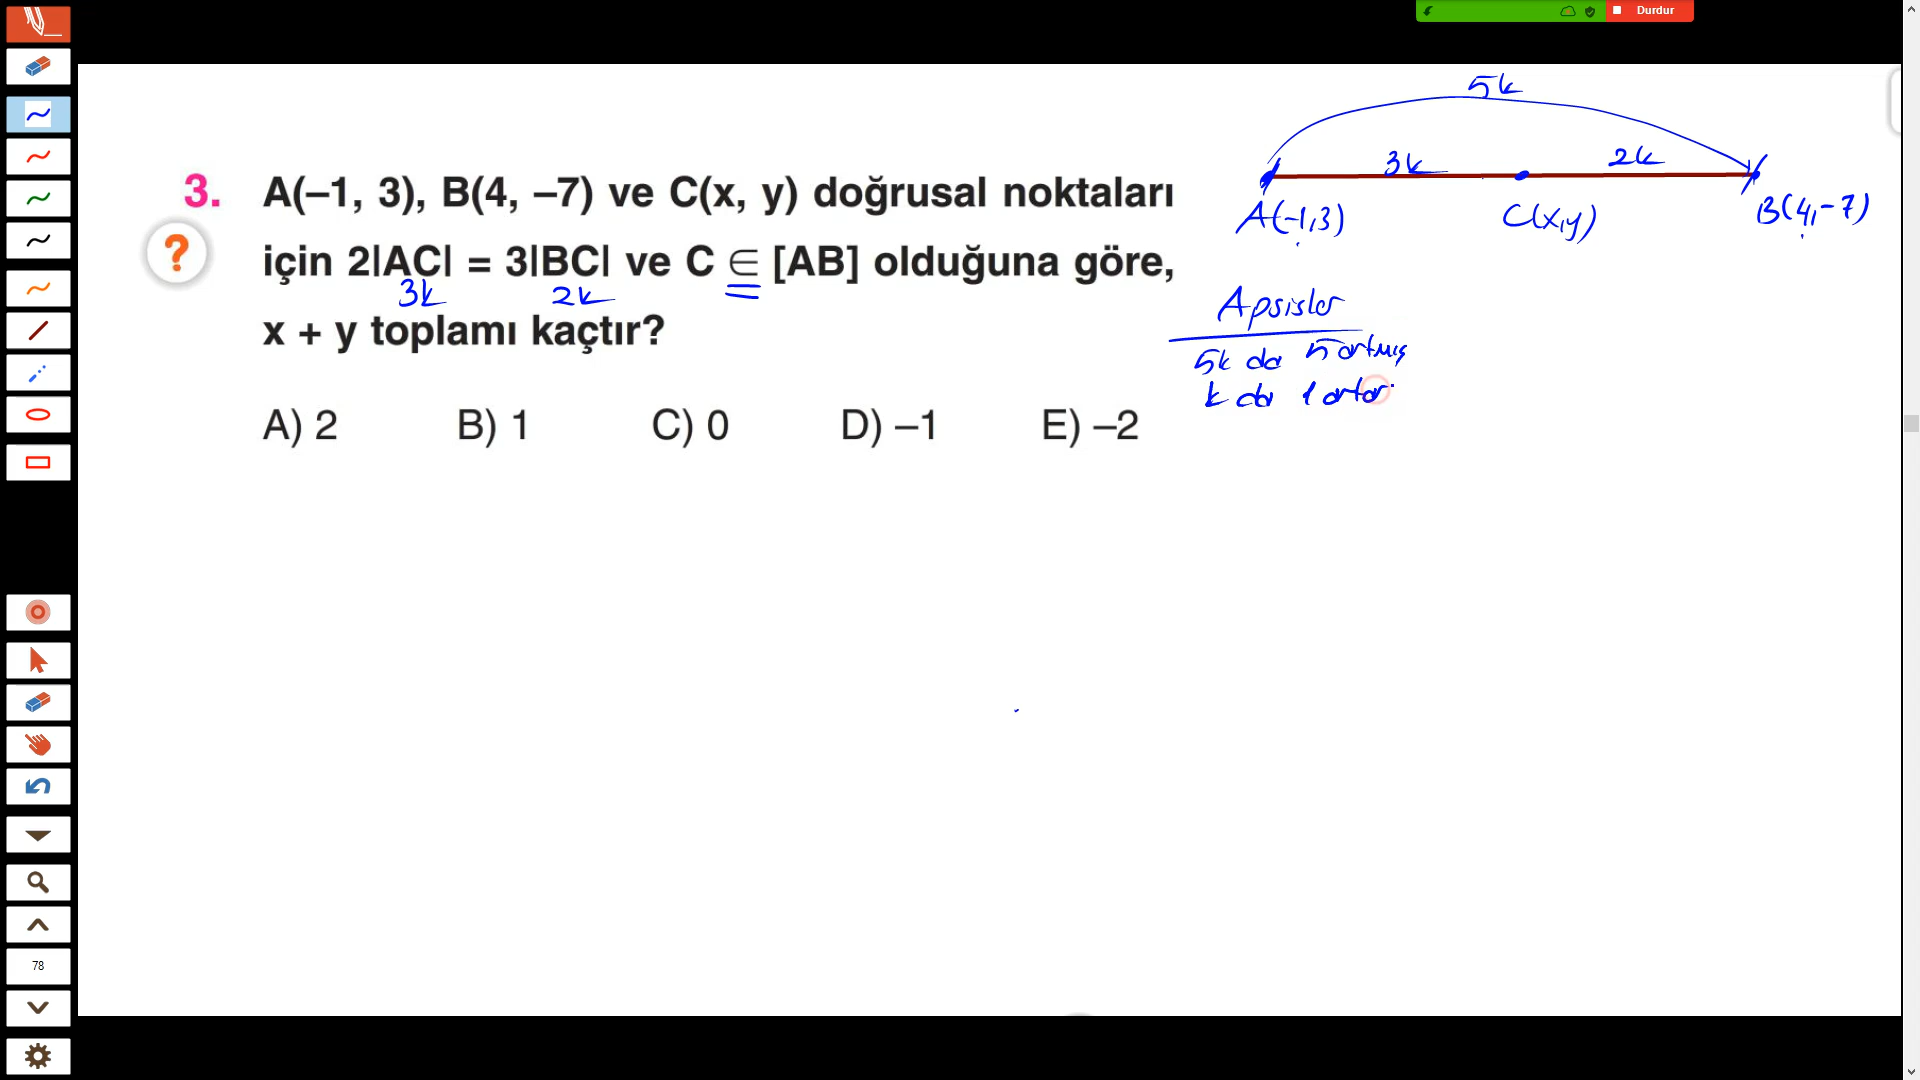 Durdur
5k
3k 2k
A(-1,3) C(x,y) B(4,-7)
3. A(–1, 3), B(4, –7) ve C(x, y) doğrusal noktaları
?
için 2|AC| = 3|BC| ve C ∈ [AB] olduğuna göre,
3k 2k
x + y toplamı kaçtır?
A) 2 B) 1 C) 0 D) –1 E) –2
Apsisler
5k da 5 artmış
k da 1 artar
78